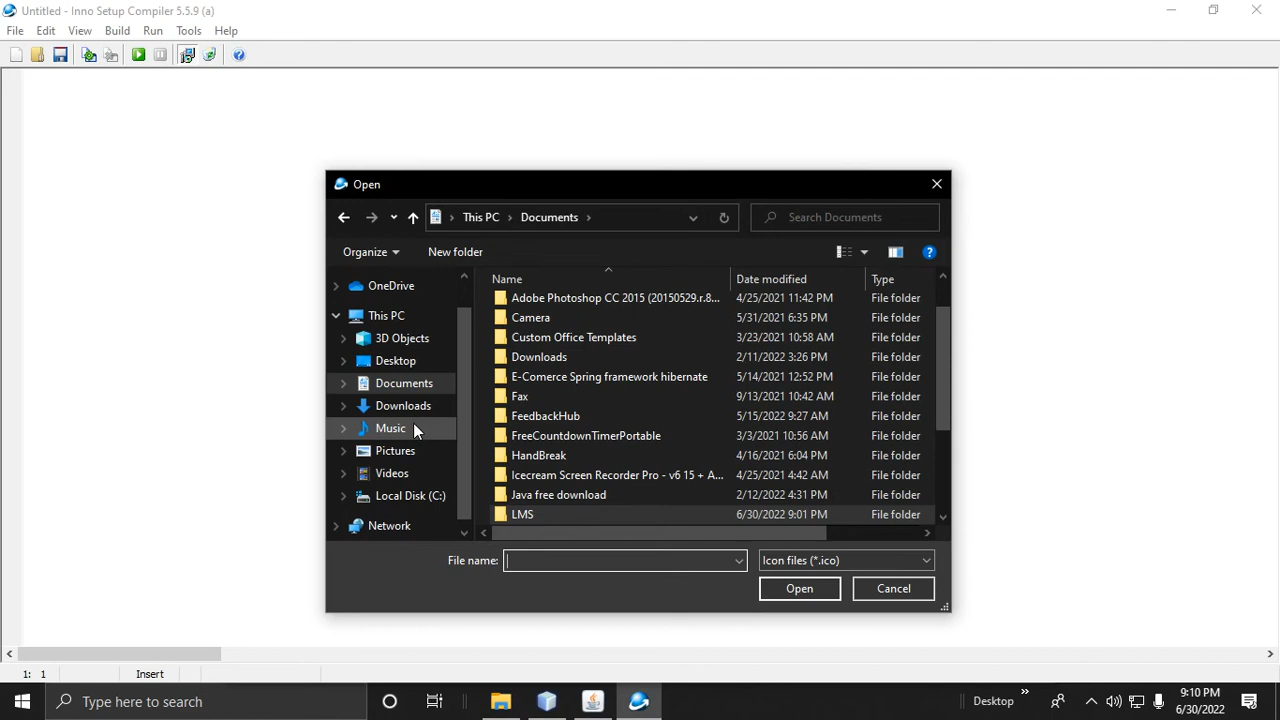 Untitled - Inno Setup Compiler 5.5.9 (a)
File Edit View Build Run Tools Help
Open
This PC Documents Search Documents
Organize New folder
Name Date modified Type
OneDrive
This PC
3D Objects
Desktop
Documents
Downloads
Music
Pictures
Videos
Local Disk (C:)
Network
Adobe Photoshop CC 2015 (20150529.r.8... 4/25/2021 11:42 PM File folder
Camera 5/31/2021 6:35 PM File folder
Custom Office Templates 3/23/2021 10:58 AM File folder
Downloads 2/11/2022 3:26 PM File folder
E-Comerce Spring framework hibernate 5/14/2021 12:52 PM File folder
Fax 9/13/2021 10:42 AM File folder
FeedbackHub 5/15/2022 9:27 AM File folder
FreeCountdownTimerPortable 3/3/2021 10:56 AM File folder
HandBreak 4/16/2021 6:04 PM File folder
Icecream Screen Recorder Pro - v6 15 + A... 4/25/2021 4:42 AM File folder
Java free download 2/12/2022 4:31 PM File folder
LMS 6/30/2022 9:01 PM File folder
File name: Icon files (*.ico)
Open Cancel
1: 1 Insert
Type here to search Desktop 9:10 PM
6/30/2022